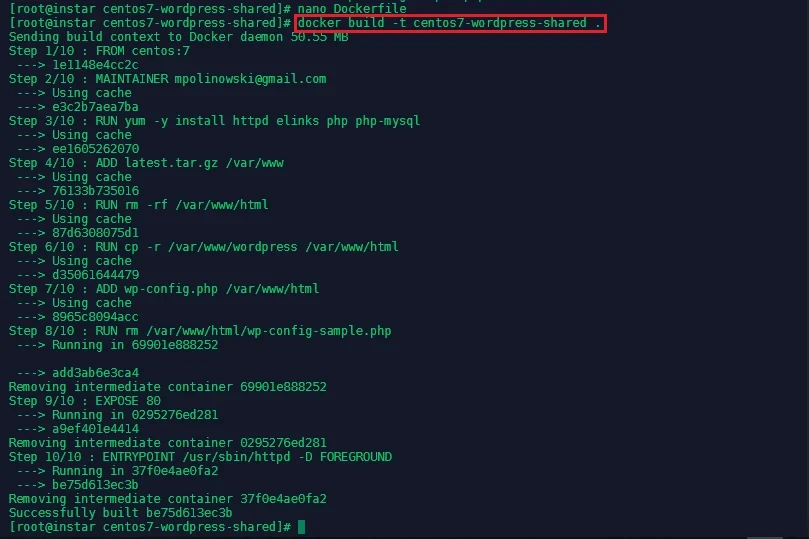 [root@instar centos7-wordpress-shared]# nano Dockerfile
[root@instar centos7-wordpress-shared]# docker build -t centos7-wordpress-shared .
Sending build context to Docker daemon 50.55 MB
Step 1/10 : FROM centos:7
---> 1e1148e4cc2c
Step 2/10 : MAINTAINER mpolinowski@gmail.com
---> Using cache
---> e3c2b7aea7ba
Step 3/10 : RUN yum -y install httpd elinks php php-mysql
---> Using cache
---> ee1605262070
Step 4/10 : ADD latest.tar.gz /var/www
---> Using cache
---> 76133b735016
Step 5/10 : RUN rm -rf /var/www/html
---> Using cache
---> 87d6308075d1
Step 6/10 : RUN cp -r /var/www/wordpress /var/www/html
---> Using cache
---> d35061644479
Step 7/10 : ADD wp-config.php /var/www/html
---> Using cache
---> 8965c8094acc
Step 8/10 : RUN rm /var/www/html/wp-config-sample.php
---> Running in 69901e888252
---> add3ab6e3ca4
Removing intermediate container 69901e888252
Step 9/10 : EXPOSE 80
---> Running in 0295276ed281
---> a9ef401e4414
Removing intermediate container 0295276ed281
Step 10/10 : ENTRYPOINT /usr/sbin/httpd -D FOREGROUND
---> Running in 37f0e4ae0fa2
---> be75d613ec3b
Removing intermediate container 37f0e4ae0fa2
Successfully built be75d613ec3b
[root@instar centos7-wordpress-shared]#